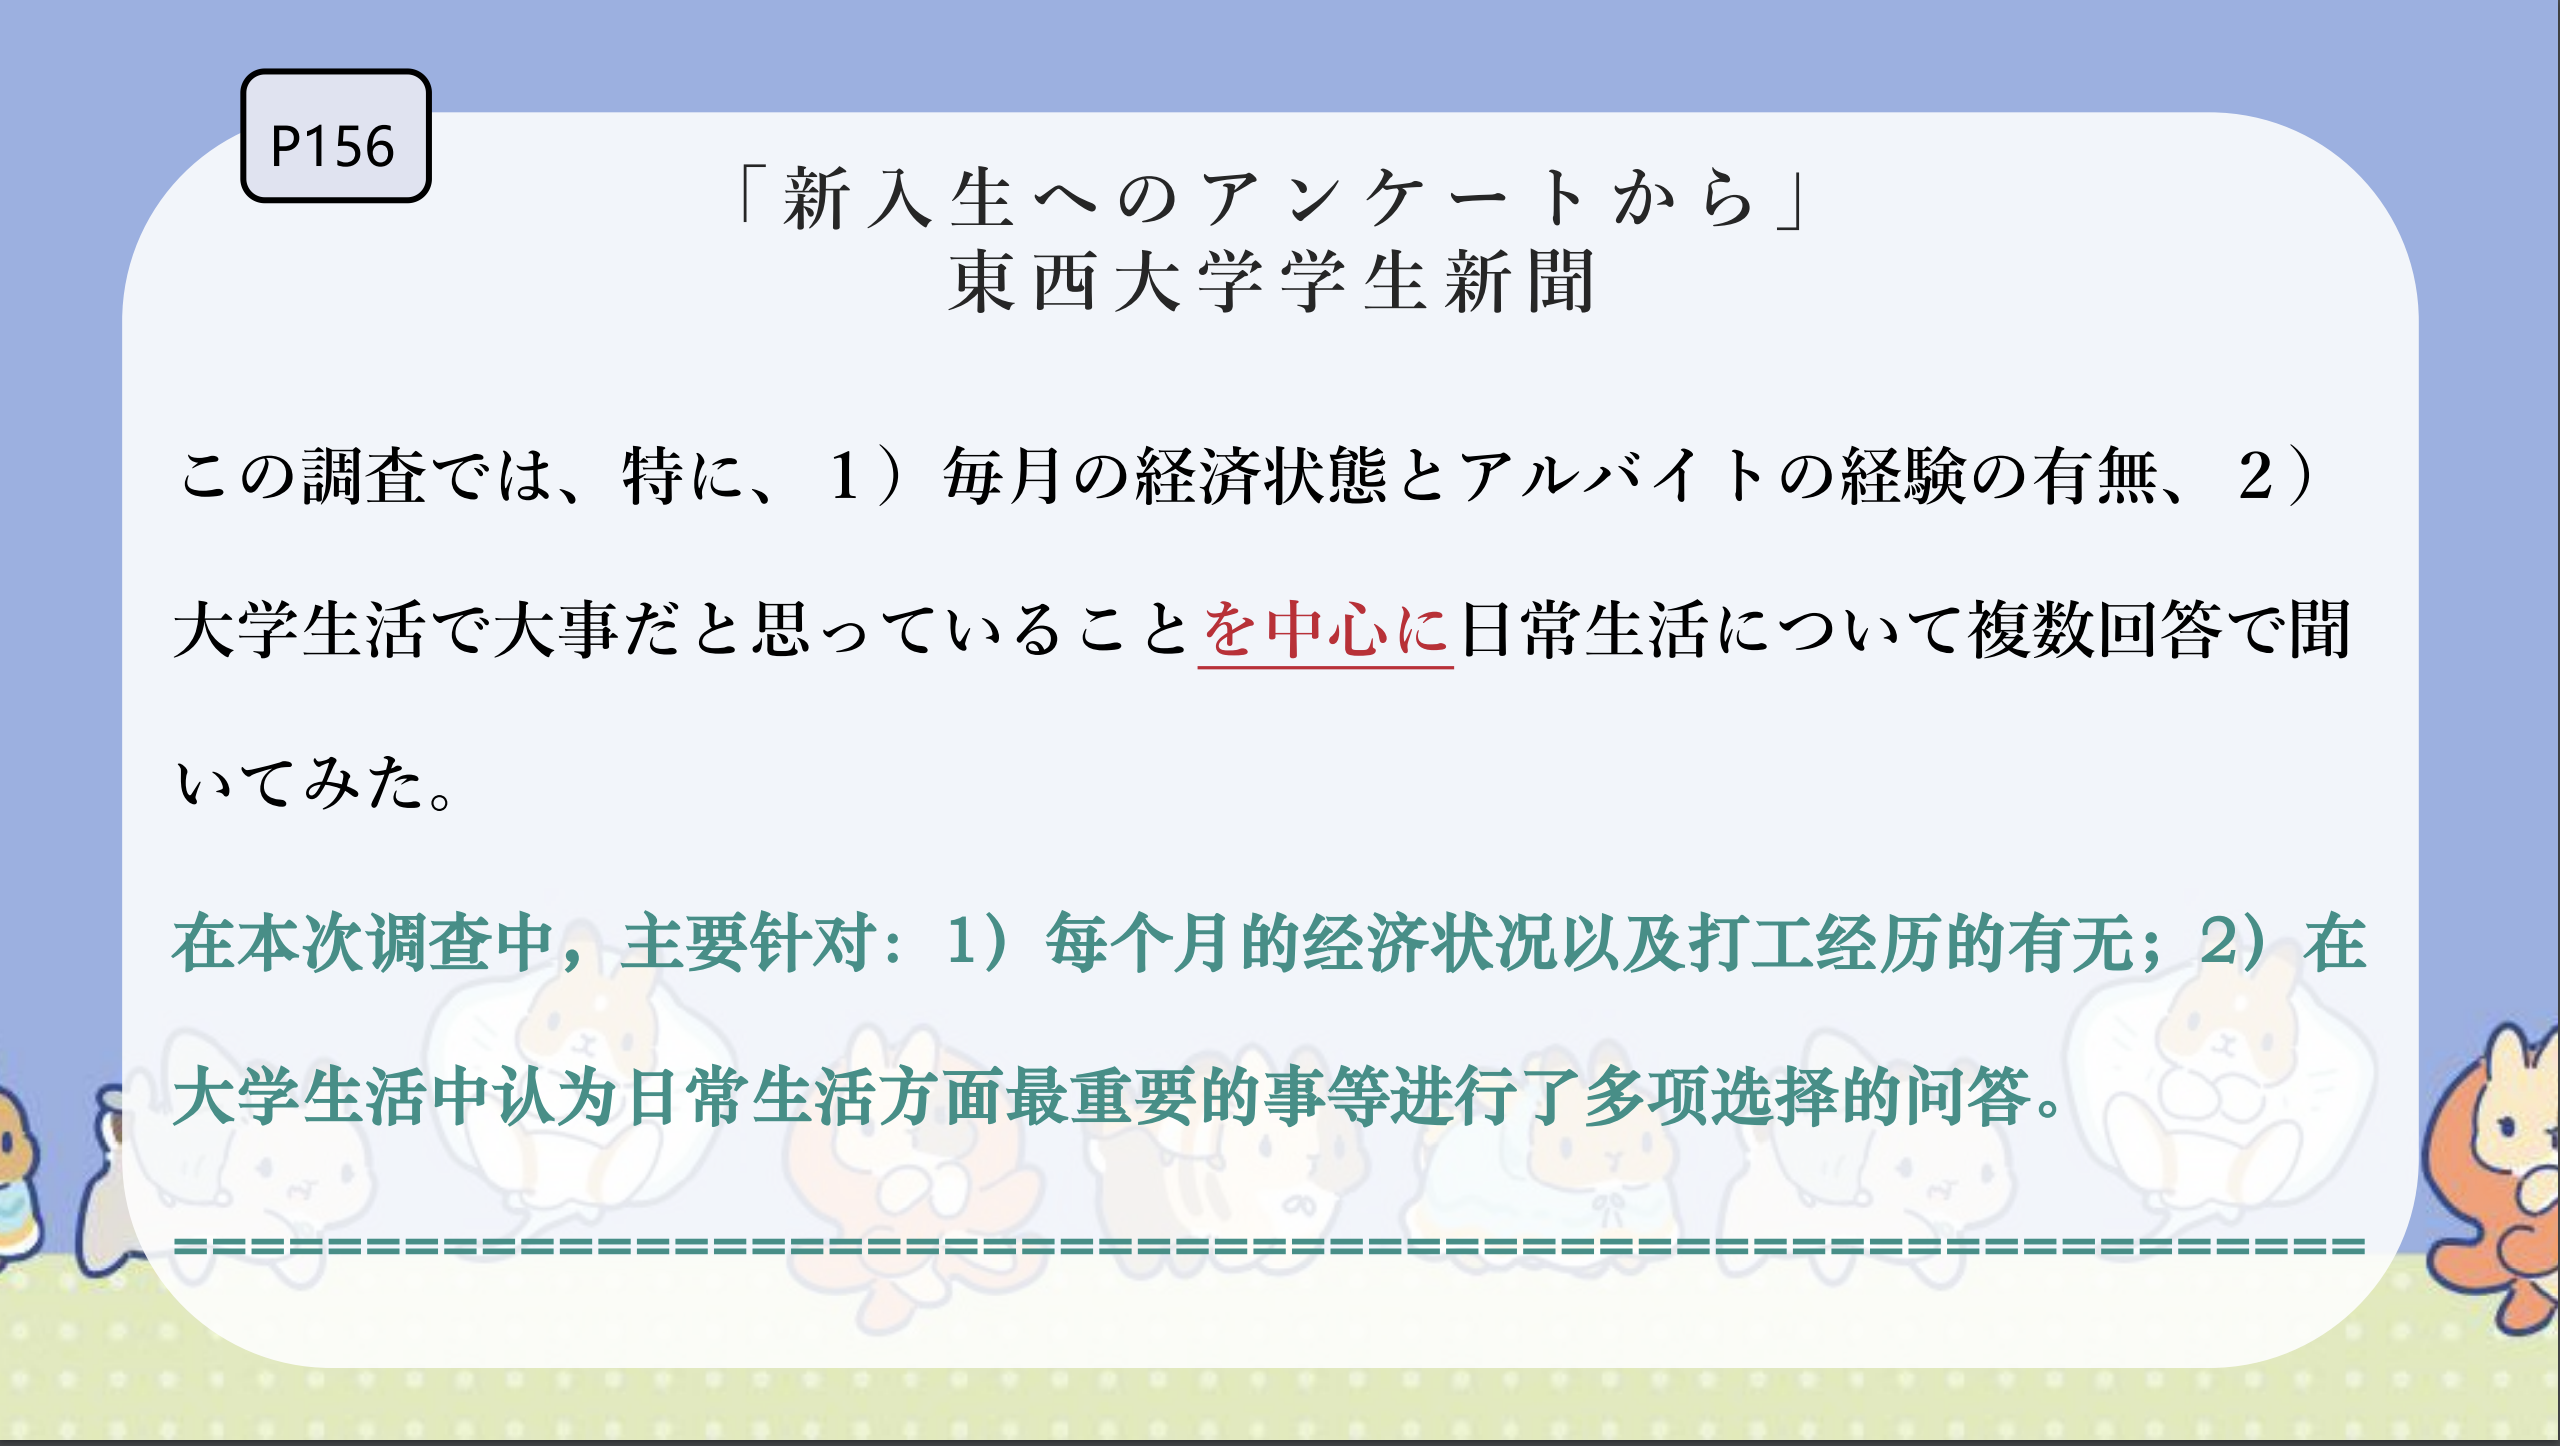 P156
「新入生へのアンケートから」
東西大学学生新聞
この調査では、特に、１）毎月の経済状態とアルバイトの経験の有無、２）
大学生活で大事だと思っていることを中心に日常生活について複数回答で聞
いてみた。
在本次调查中，主要针对：1）每个月的经济状况以及打工经历的有无；2）在
大学生活中认为日常生活方面最重要的事等进行了多项选择的问答。
=========================================================